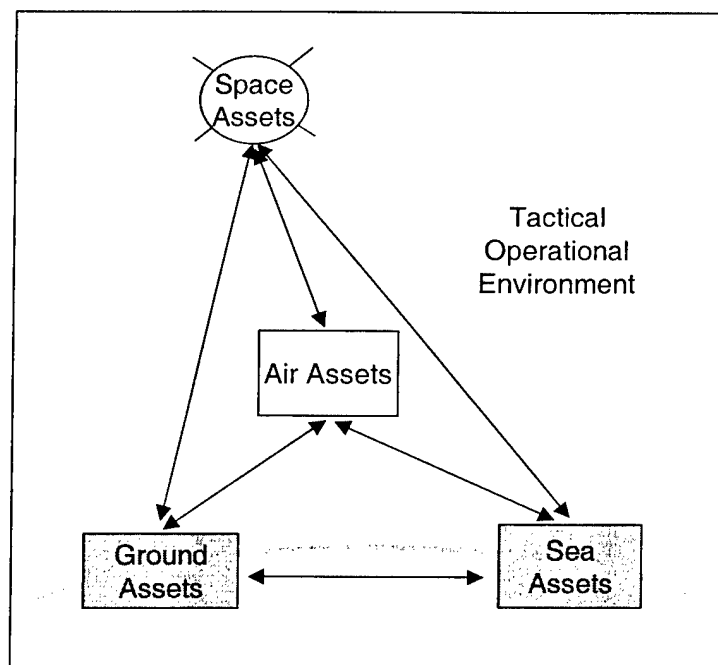 Space
Assets
Tactical
Operational
Environment
Air Assets
Ground
Assets
Sea
Assets